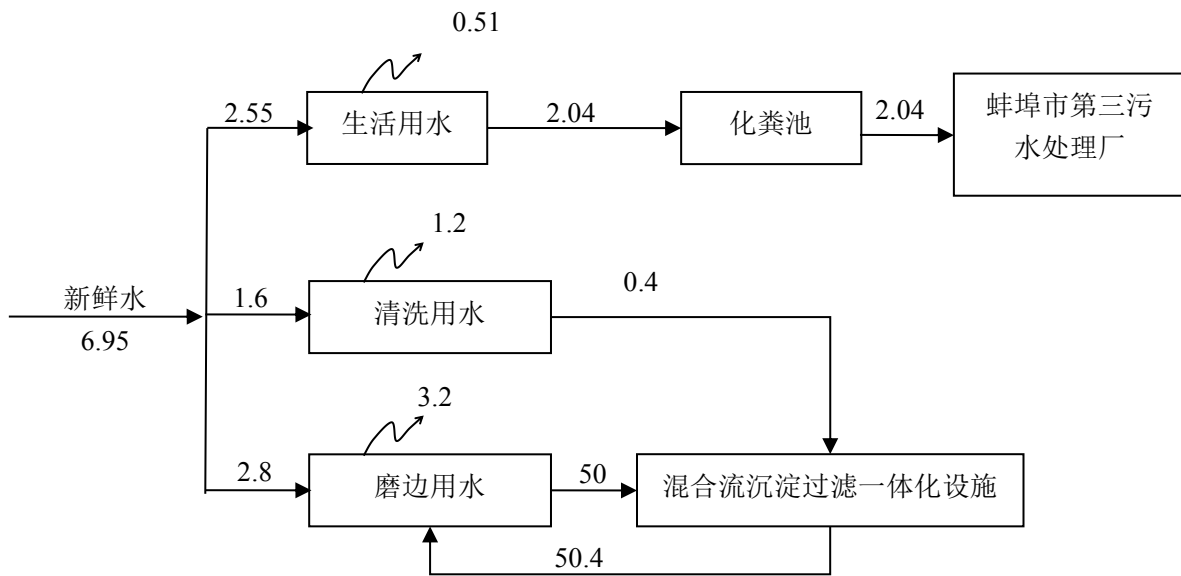 0.51
2.55
生活用水
2.04
化粪池
2.04
蚌埠市第三污
水处理厂
1.2
新鲜水
6.95
1.6
清洗用水
0.4
3.2
2.8
磨边用水
50
混合流沉淀过滤一体化设施
50.4